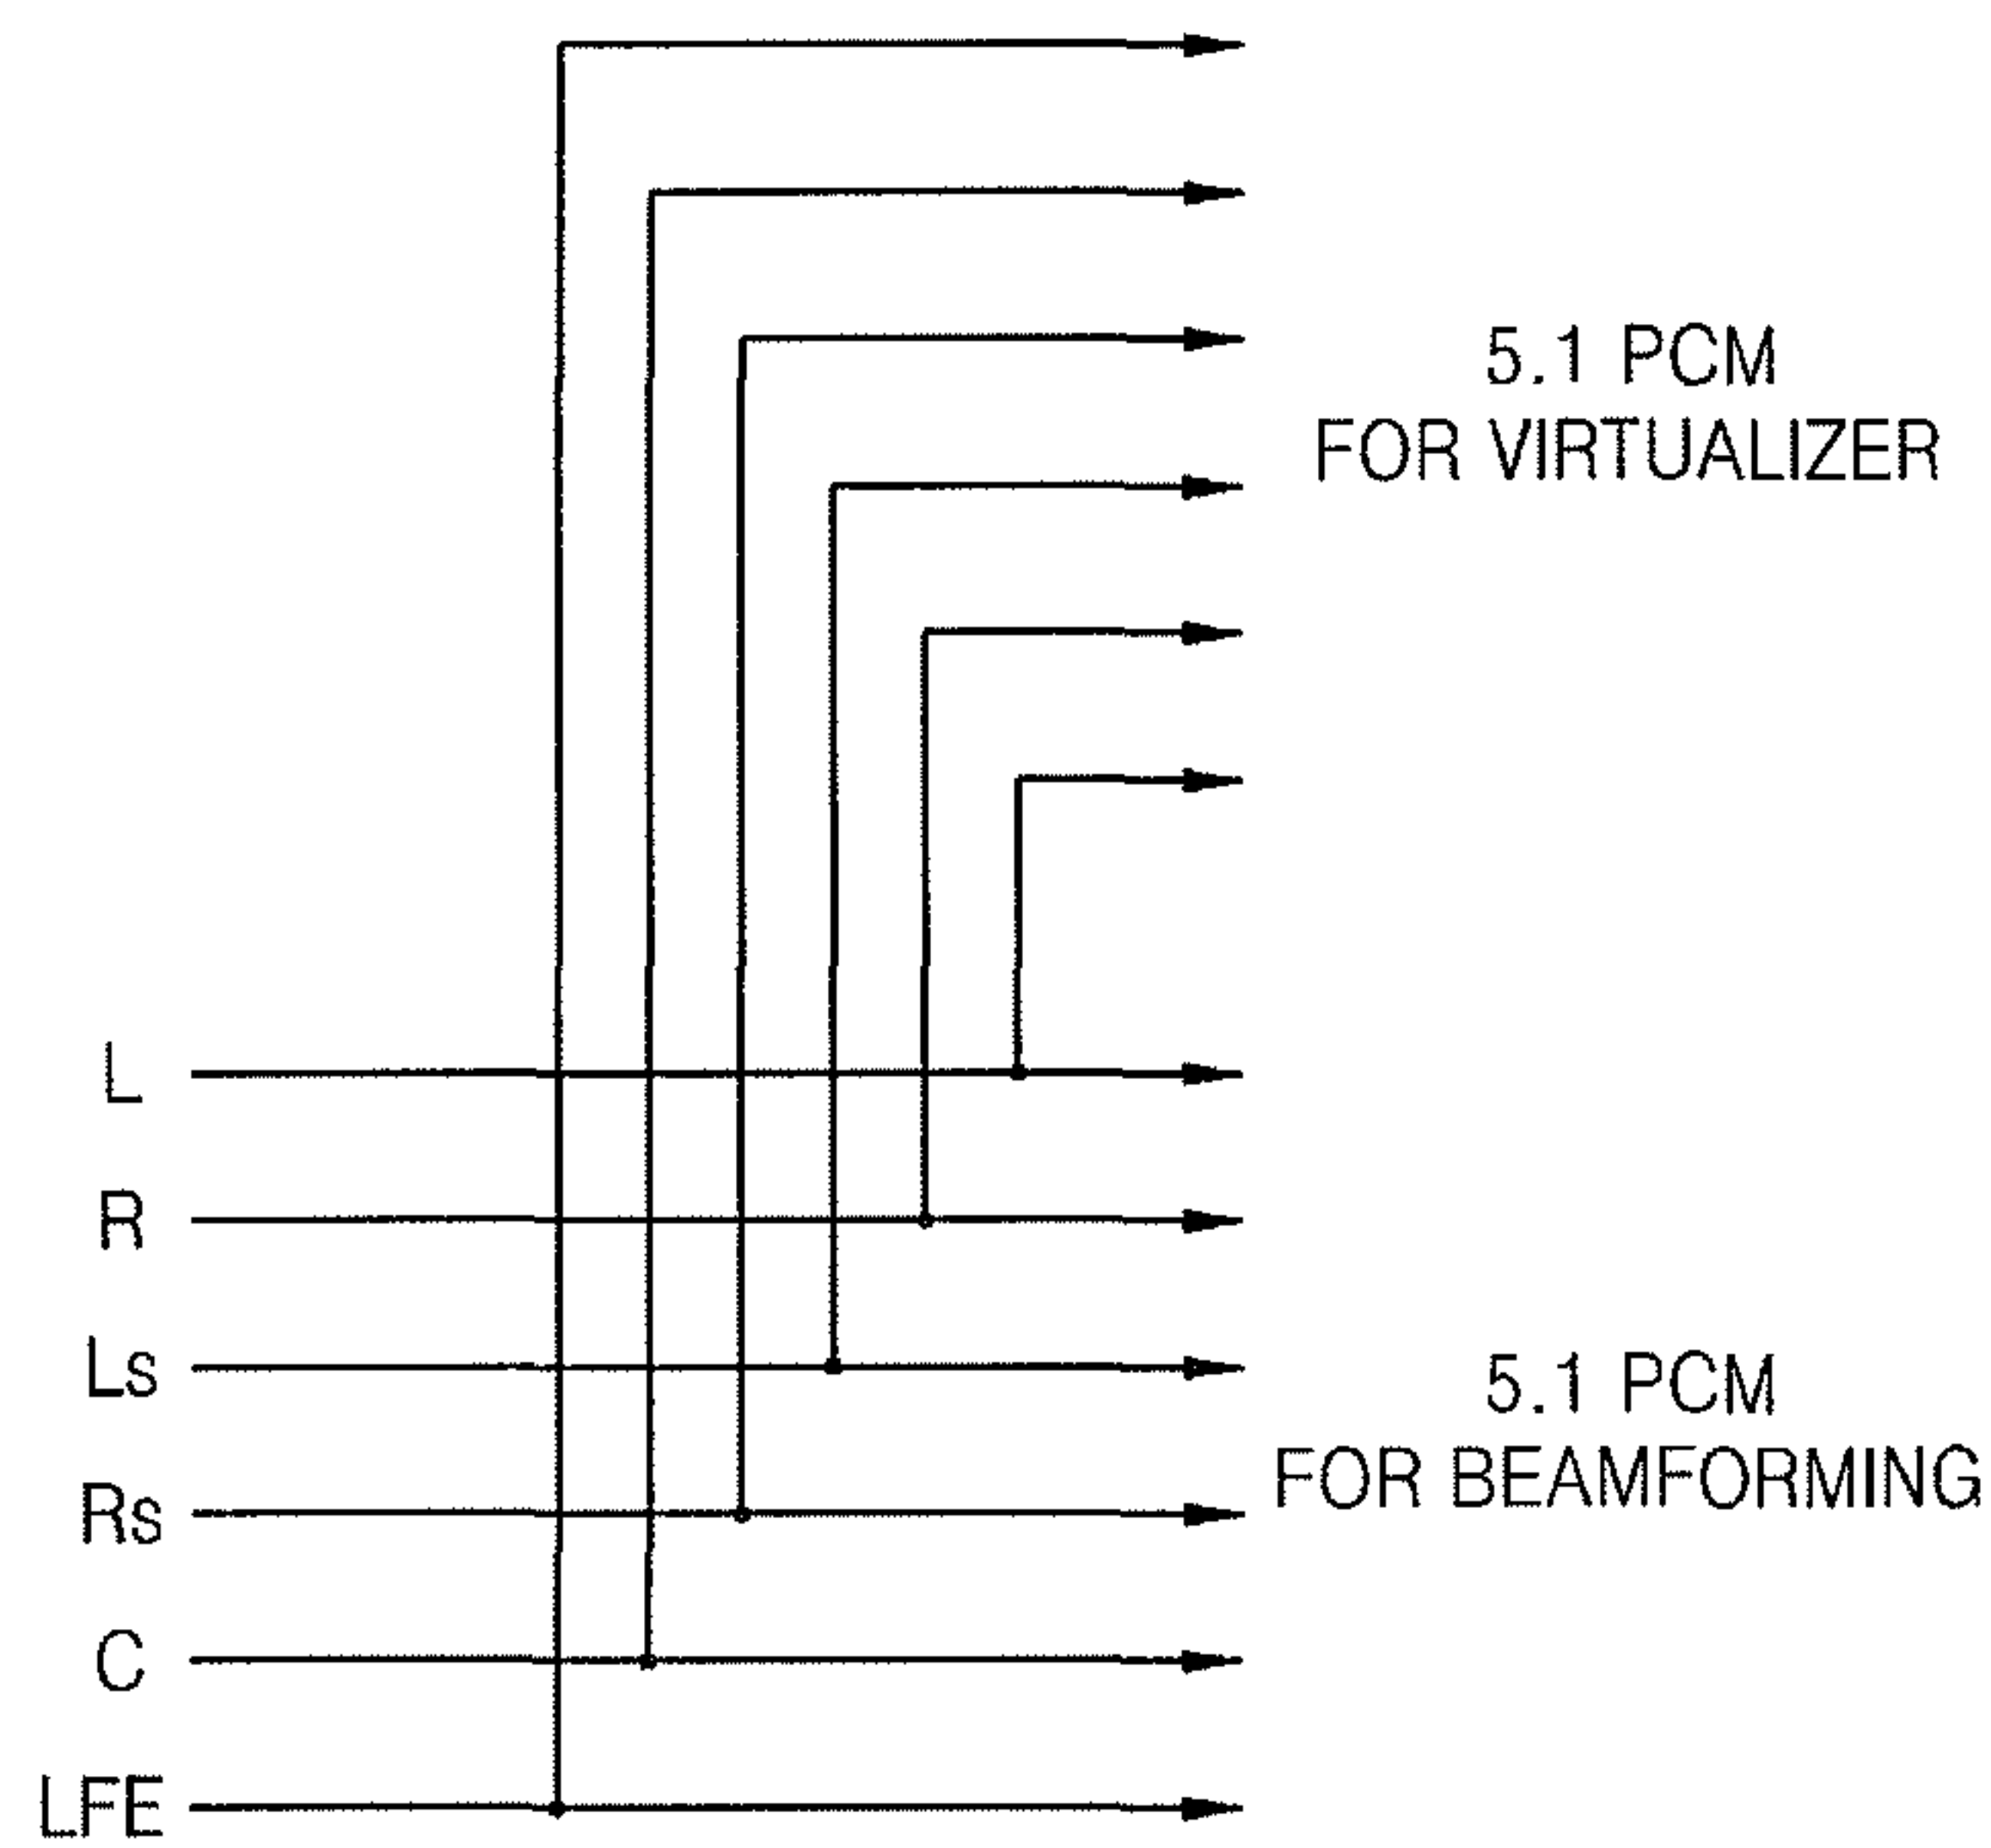 5.1 PCM
FOR VIRTUALIZER
L
R
Ls
Rs
C
LFE
5.1 PCM
FOR BEAMFORMING